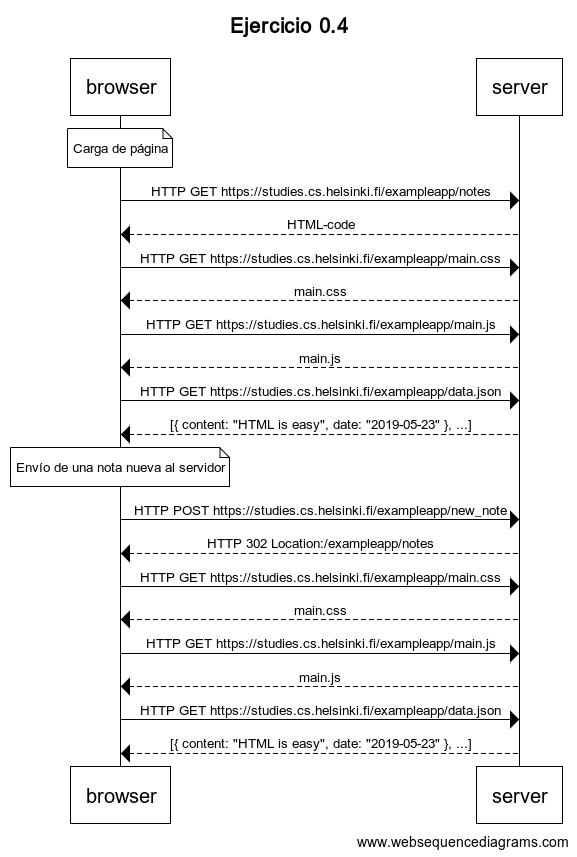 Ejercicio 0.4
browser
server
Carga de página
HTTP GET https://studies.cs.helsinki.fi/exampleapp/notes
HTML-code
HTTP GET https://studies.cs.helsinki.fi/exampleapp/main.css
main.css
HTTP GET https://studies.cs.helsinki.fi/exampleapp/main.js
main.js
HTTP GET https://studies.cs.helsinki.fi/exampleapp/data.json
[{ content: "HTML is easy", date: "2019-05-23" }, ...]
Envío de una nota nueva al servidor
HTTP POST https://studies.cs.helsinki.fi/exampleapp/new_note
HTTP 302 Location:/exampleapp/notes
HTTP GET https://studies.cs.helsinki.fi/exampleapp/main.css
main.css
HTTP GET https://studies.cs.helsinki.fi/exampleapp/main.js
main.js
HTTP GET https://studies.cs.helsinki.fi/exampleapp/data.json
[{ content: "HTML is easy", date: "2019-05-23" }, ...]
browser
server
www.websequencediagrams.com